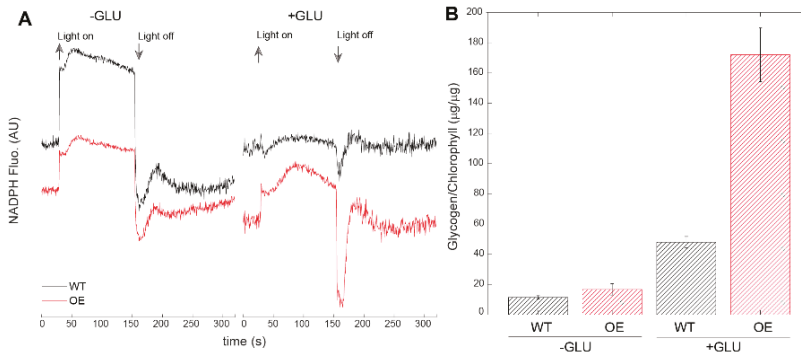 A
-GLU
+GLU
Light on
Light off
Light on
Light off
NADPH Fluo. (AU)
WT
OE
0 50 100 150 200 250 300
0 50 100 150 200 250 300
time (s)
B
Glycogen/Chlorophyll (µg/µg)
200
180
160
140
120
100
80
60
40
20
0
WT OE WT OE
-GLU +GLU